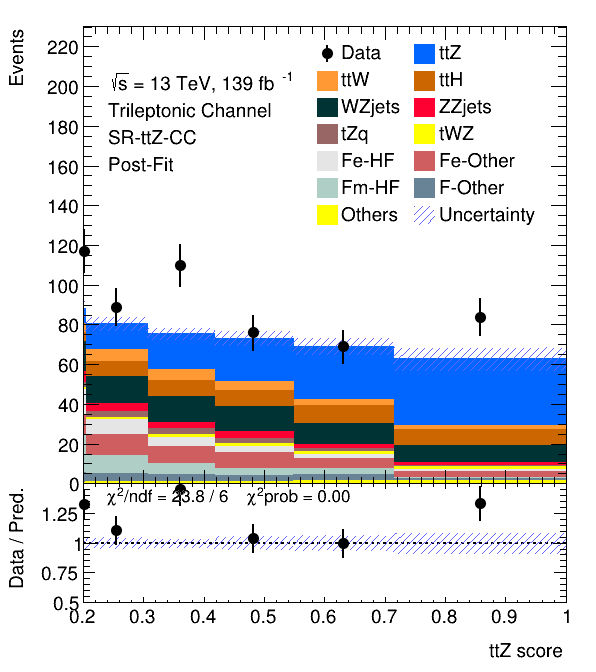 Events
220
200
180
160
140
120
100
80
60
40
20
0
√s = 13 TeV, 139 fb⁻¹
Trileptonic Channel
SR-ttZ-CC
Post-Fit
Data
ttZ
ttW
ttH
WZjets
ZZjets
tZq
tWZ
Fe-HF
Fe-Other
Fm-HF
F-Other
Others
Uncertainty
χ²/ndf = 23.8 / 6 χ²prob = 0.00
Data / Pred.
1.25
1
0.75
0.5
0.2 0.3 0.4 0.5 0.6 0.7 0.8 0.9 1
ttZ score